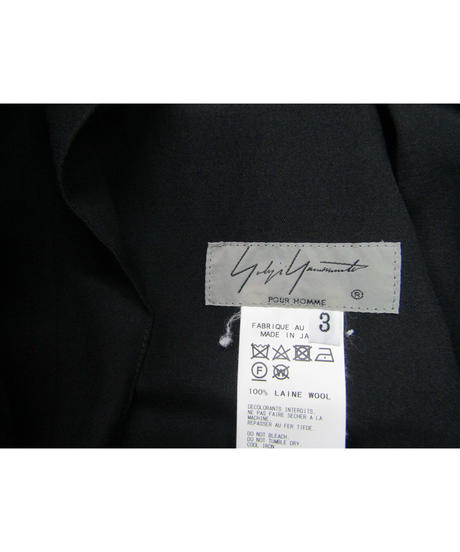 Yohji Yamamoto
POUR HOMME ®
3
FABRIQUE AU
MADE IN JA
F W
100% LAINE WOOL
DECOLORANTS INTERDITS.
NE PAS FAIRE SECHER A LA
MACHINE.
REPASSER AU FER TIEDE.
DO NOT BLEACH.
DO NOT TUMBLE DRY
COOL IRON